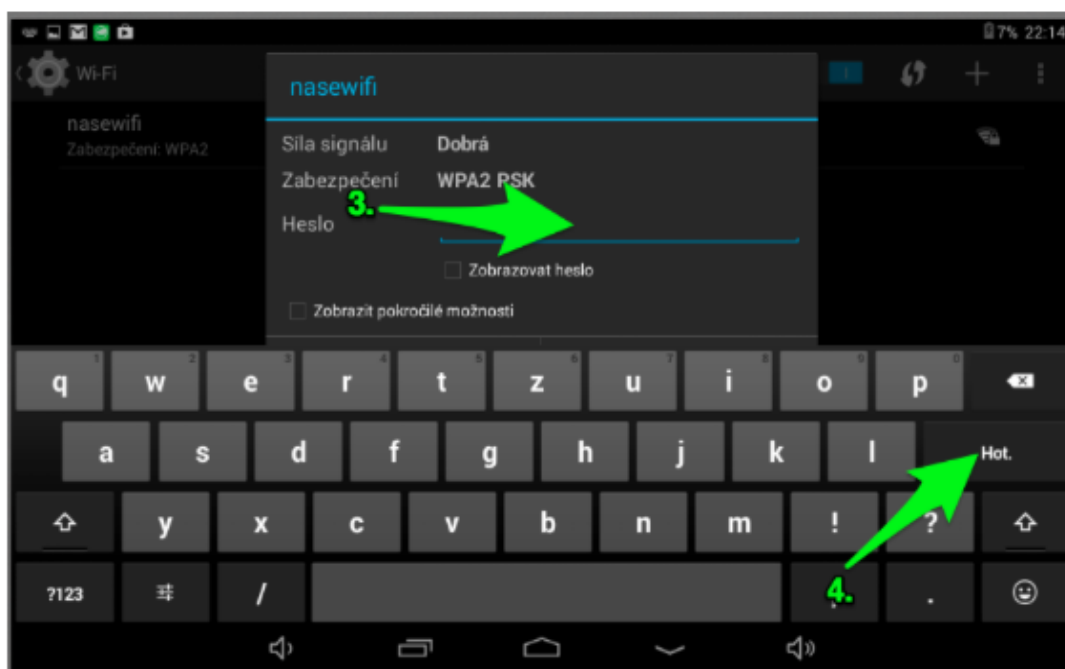 7% 22:14
Wi-Fi
nasewifi
Zabezpečení: WPA2
nasewifi
Síla signálu Dobrá
Zabezpečení WPA2 PSK
3.
Heslo
Zobrazovat heslo
Zobrazit pokročilé možnosti
1 2 3 4 5 6 7 8 9 0
q w e r t z u i o p
a s d f g h j k l Hot.
y x c v b n m ! ?
?123 / , .
4.